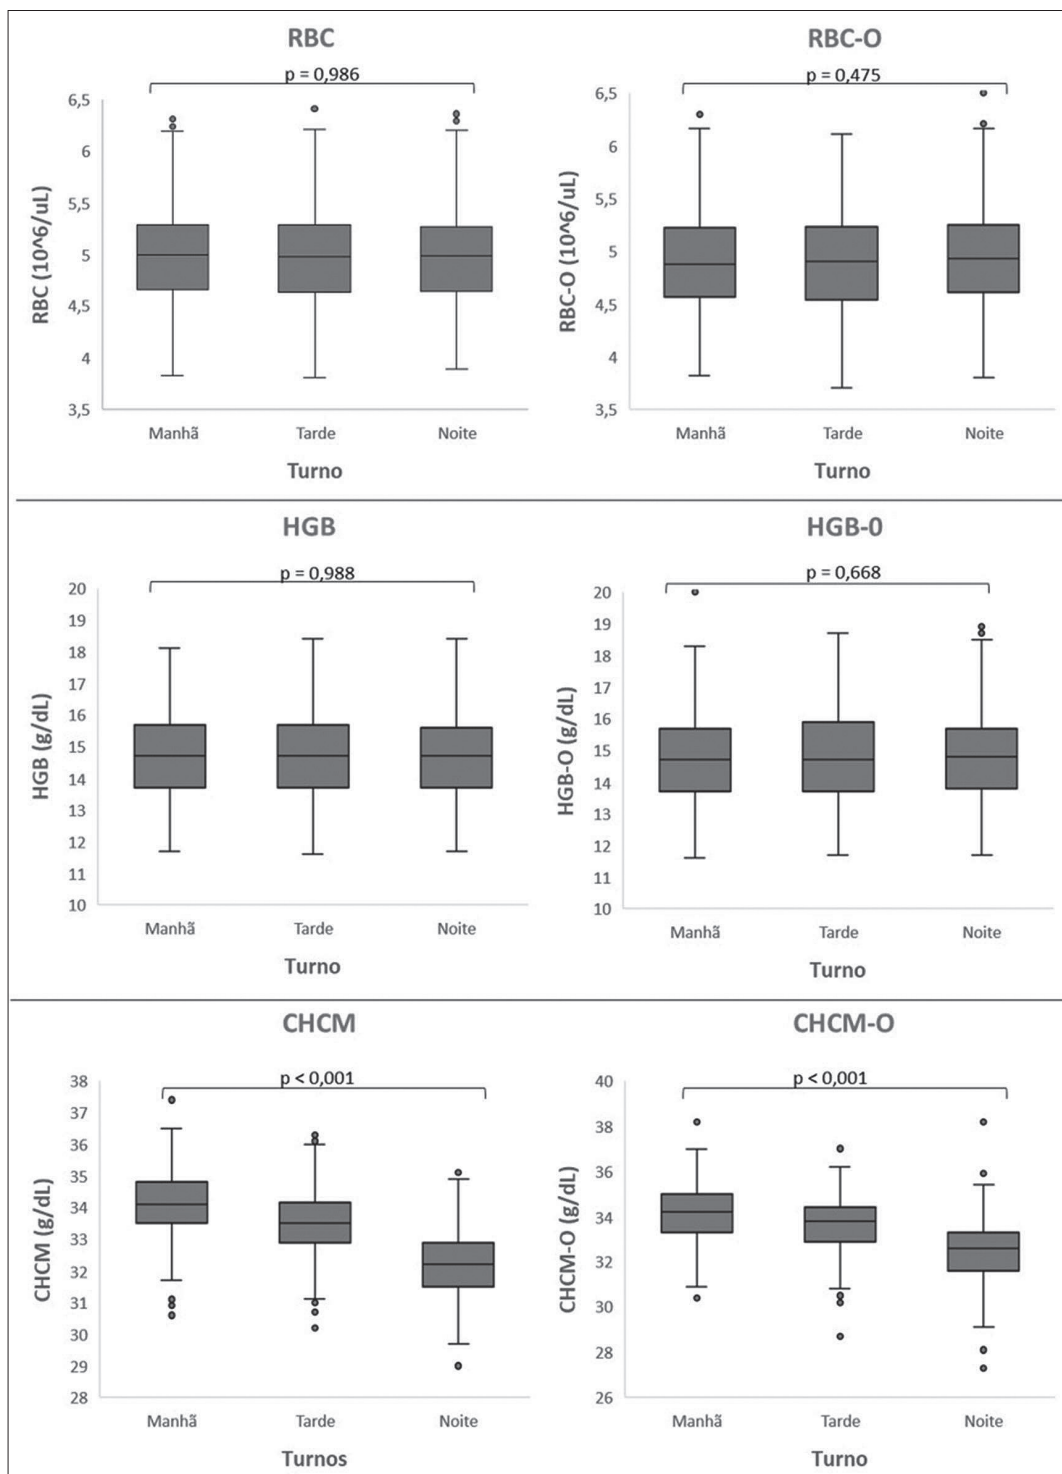 RBC
p = 0,986
6,5
6
5,5
5
4,5
4
3,5
RBC (10^6/uL)
Manhã Tarde Noite
Turno
RBC-O
p = 0,475
6,5
6
5,5
5
4,5
4
3,5
RBC-O (10^6/uL)
Manhã Tarde Noite
Turno
HGB
p = 0,988
20
19
18
17
16
15
14
13
12
11
10
HGB (g/dL)
Manhã Tarde Noite
Turno
HGB-0
p = 0,668
20
19
18
17
16
15
14
13
12
11
10
HGB-O (g/dL)
Manhã Tarde Noite
Turno
CHCM
p < 0,001
38
37
36
35
34
33
32
31
30
29
28
CHCM (g/dL)
Manhã Tarde Noite
Turnos
CHCM-O
p < 0,001
40
38
36
34
32
30
28
26
CHCM-O (g/dL)
Manhã Tarde Noite
Turno